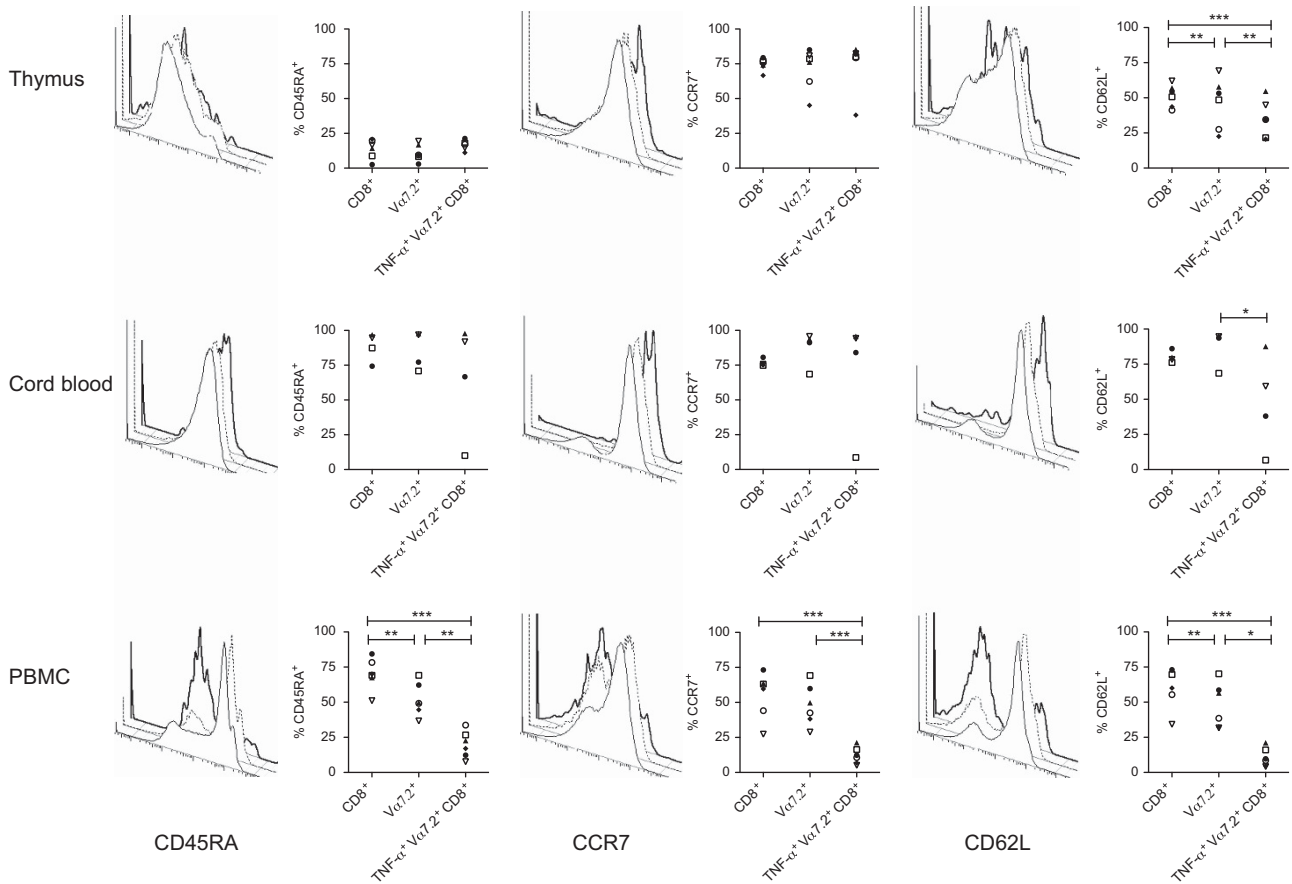 Thymus
% CD45RA⁺
100
75
50
25
0
CD8⁺
Vα7.2⁺
TNF-α⁺ Vα7.2⁺ CD8⁺
% CCR7⁺
100
75
50
25
0
CD8⁺
Vα7.2⁺
TNF-α⁺ Vα7.2⁺ CD8⁺
% CD62L⁺
100
75
50
25
0
***
** **
CD8⁺
Vα7.2⁺
TNF-α⁺ Vα7.2⁺ CD8⁺
Cord blood
% CD45RA⁺
100
75
50
25
0
CD8⁺
Vα7.2⁺
TNF-α⁺ Vα7.2⁺ CD8⁺
% CCR7⁺
100
75
50
25
0
CD8⁺
Vα7.2⁺
TNF-α⁺ Vα7.2⁺ CD8⁺
% CD62L⁺
100
75
50
25
0
*
CD8⁺
Vα7.2⁺
TNF-α⁺ Vα7.2⁺ CD8⁺
PBMC
% CD45RA⁺
100
75
50
25
0
***
** **
CD8⁺
Vα7.2⁺
TNF-α⁺ Vα7.2⁺ CD8⁺
% CCR7⁺
100
75
50
25
0
***
***
CD8⁺
Vα7.2⁺
TNF-α⁺ Vα7.2⁺ CD8⁺
% CD62L⁺
100
75
50
25
0
***
** *
CD8⁺
Vα7.2⁺
TNF-α⁺ Vα7.2⁺ CD8⁺
CD45RA
CCR7
CD62L